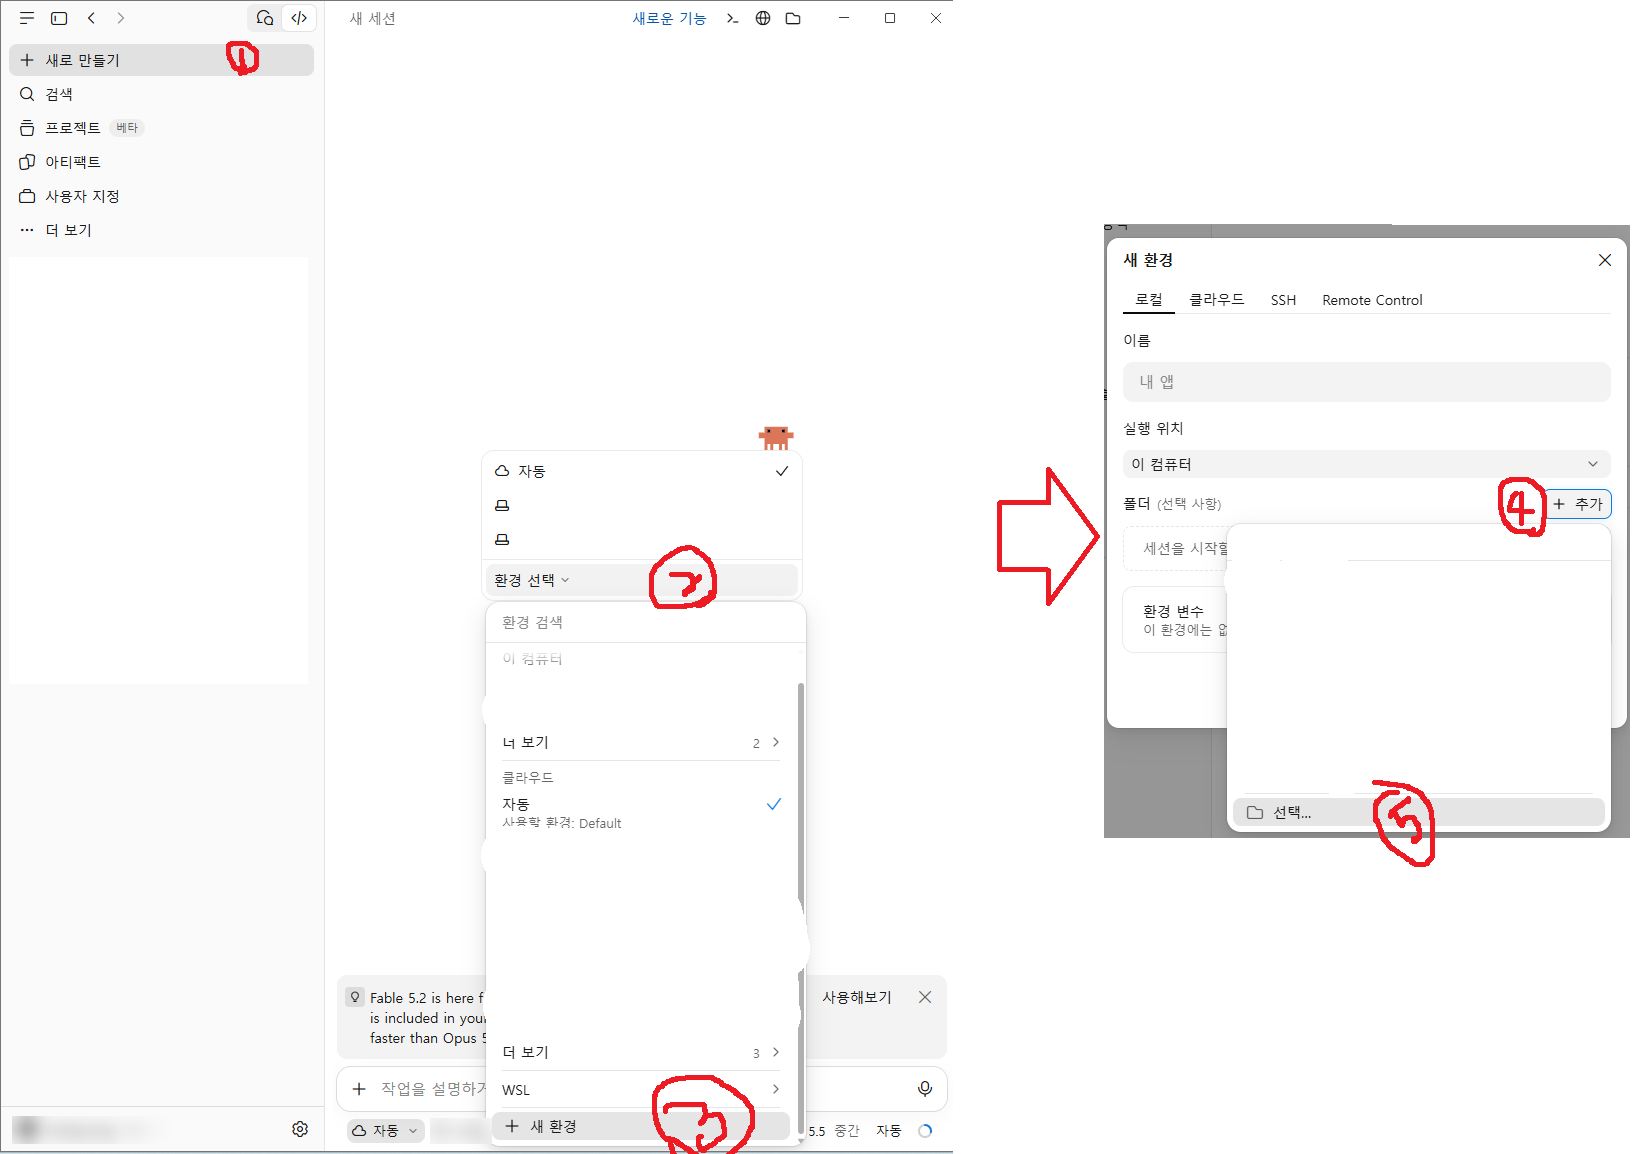 새 세션
새로운 기능
새로 만들기
1
검색
프로젝트 베타
아티팩트
사용자 지정
더 보기
자동
환경 선택
2
환경 검색
이 컴퓨터
더 보기 2
클라우드
자동
사용할 환경: Default
Fable 5.2 is here f
is included in your
faster than Opus 5
사용해보기
더 보기 3
WSL
작업을 설명하거
새 환경
3
자동
5.5 중간 자동
새 환경
로컬 클라우드 SSH Remote Control
이름
내 앱
실행 위치
이 컴퓨터
폴더 (선택 사항)
4
추가
세션을 시작할
환경 변수
이 환경에는 없
선택...
5